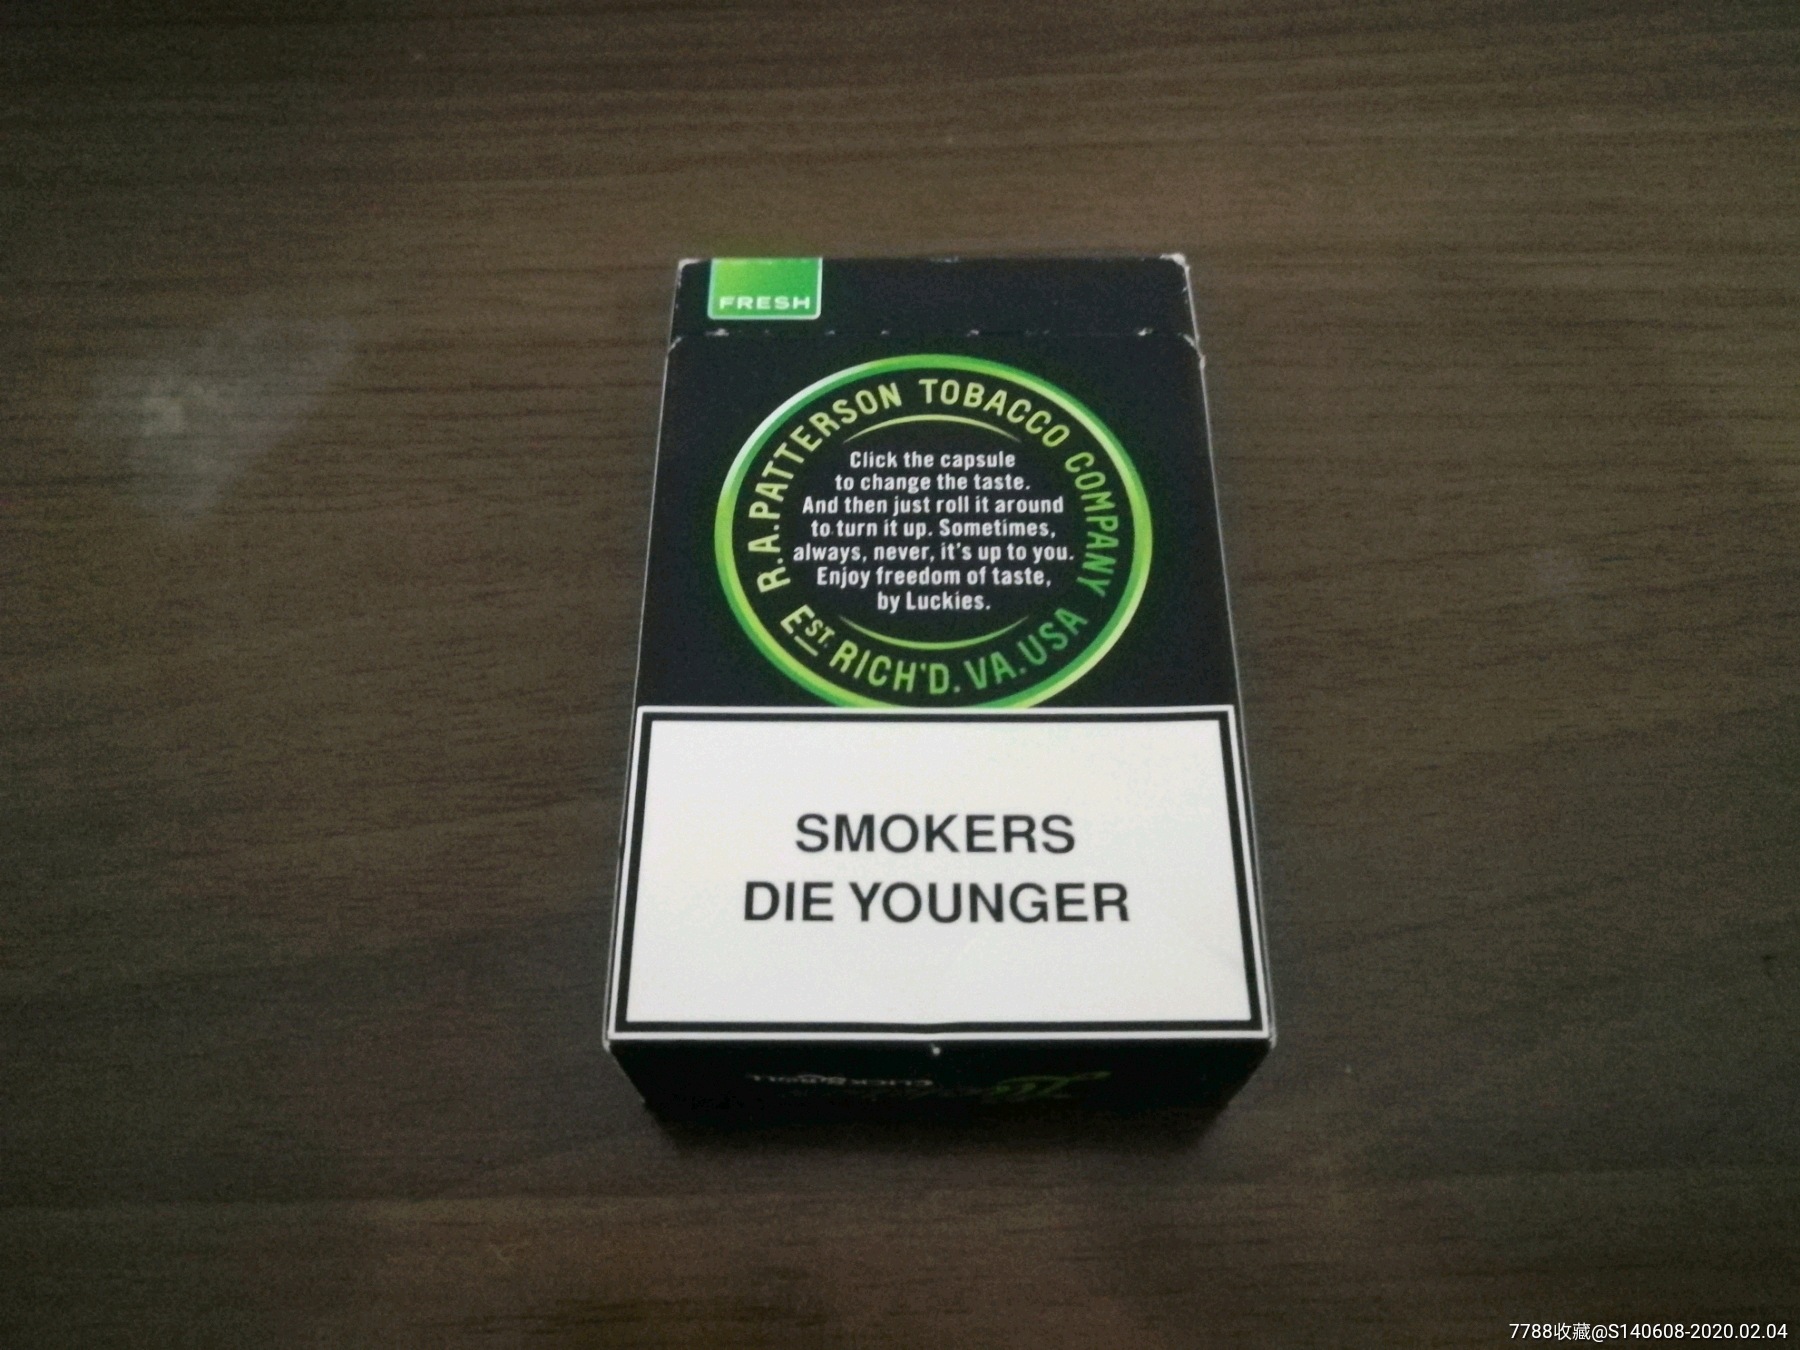 FRESH
R.A.PATTERSON TOBACCO COMPANY
Click the capsule
to change the taste.
And then just roll it around
to turn it up. Sometimes,
always, never, it's up to you.
Enjoy freedom of taste,
by Luckies.
EST. RICH'D. VA. USA
SMOKERS
DIE YOUNGER
CLICK & ROLL
7788收藏@S140608-2020.02.04